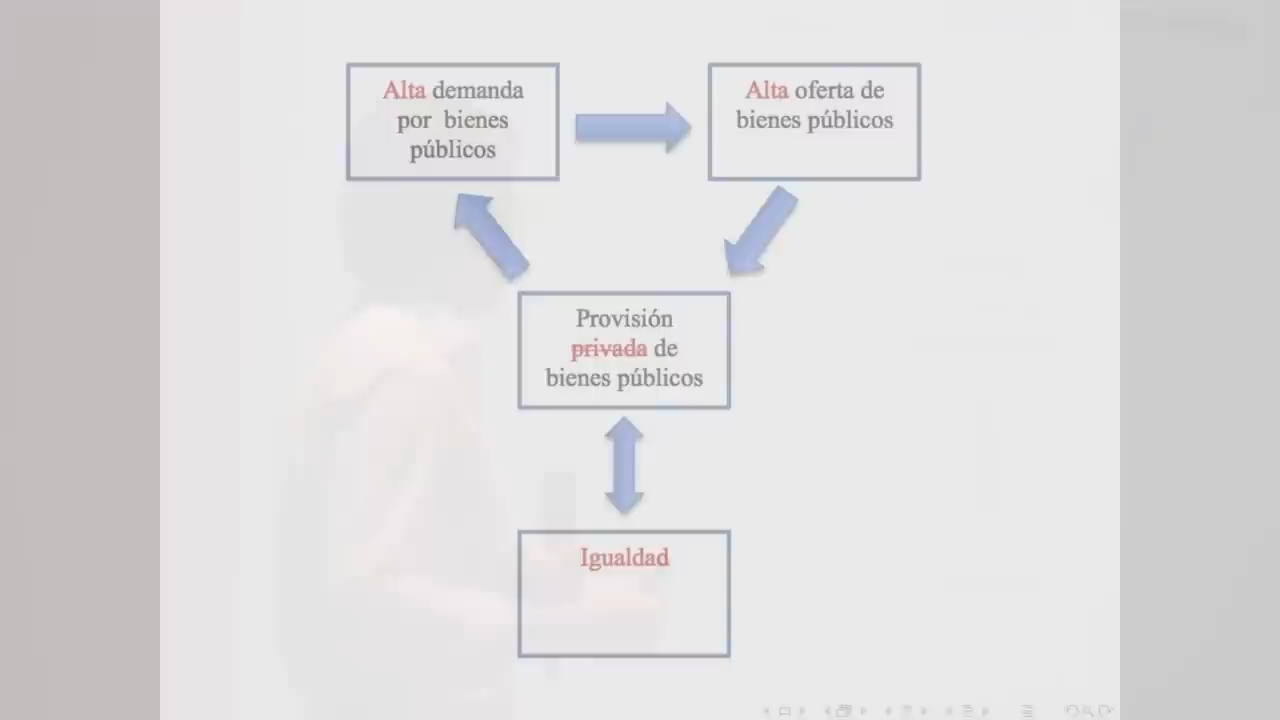 Alta demanda
por bienes
públicos
Alta oferta de
bienes públicos
Provisión
privada de
bienes públicos
Igualdad